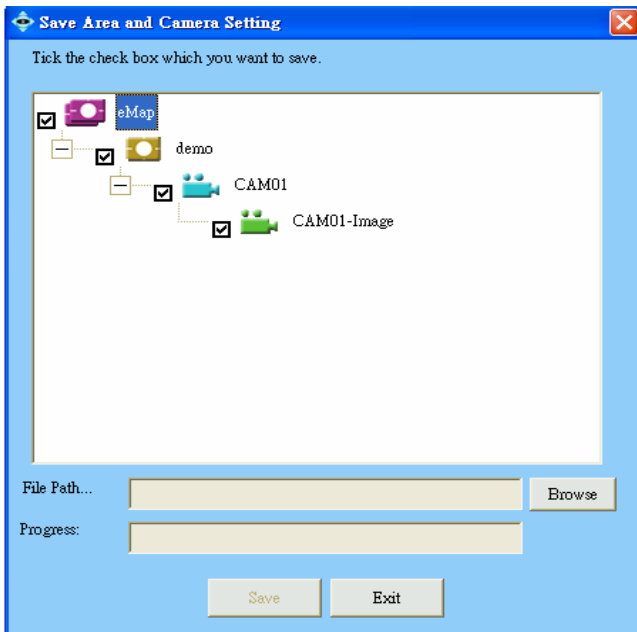 Save Area and Camera Setting
Tick the check box which you want to save.
eMap
demo
CAM01
CAM01-Image
File Path...
Browse
Progress:
Save
Exit